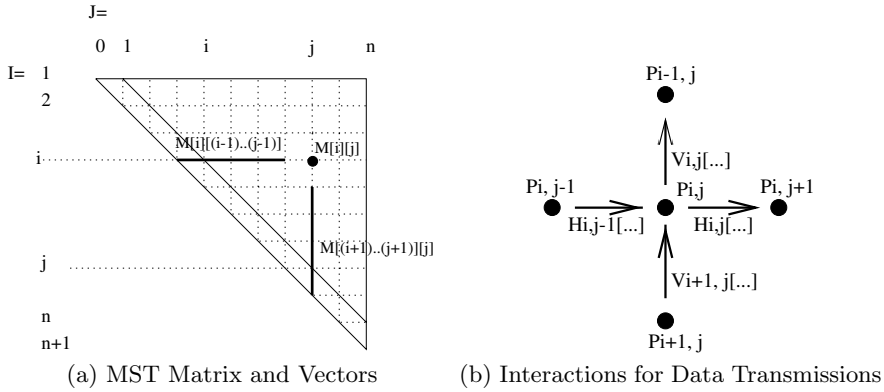 J=
0 1 i j n
I= 1
2
i
j
n
n+1
M[i][(i-1)..(j-1)]
M[i][j]
M[(i+1)..(j+1)][j]
(a) MST Matrix and Vectors
Pi-1, j
Vi,j[...]
Pi, j-1
Pi,j
Pi, j+1
Hi,j-1[...]
Hi,j[...]
Vi+1, j[...]
Pi+1, j
(b) Interactions for Data Transmissions